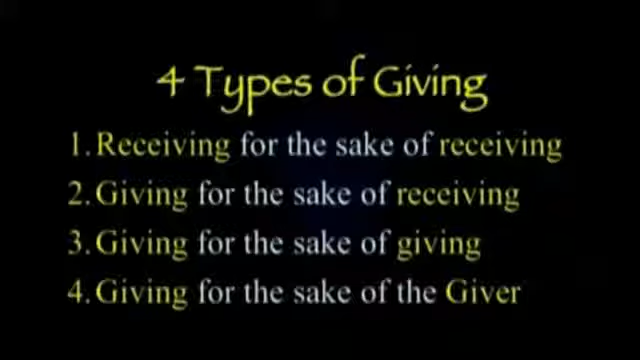 4 Types of Giving
1. Receiving for the sake of receiving
2. Giving for the sake of receiving
3. Giving for the sake of giving
4. Giving for the sake of the Giver